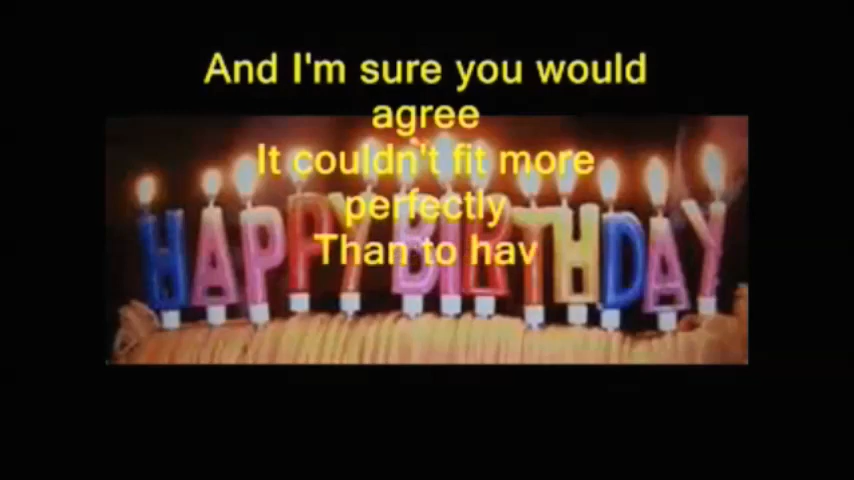 And I'm sure you would
agree
It couldn't fit more
perfectly
Than to hav
HAPPY BIRTHDAY